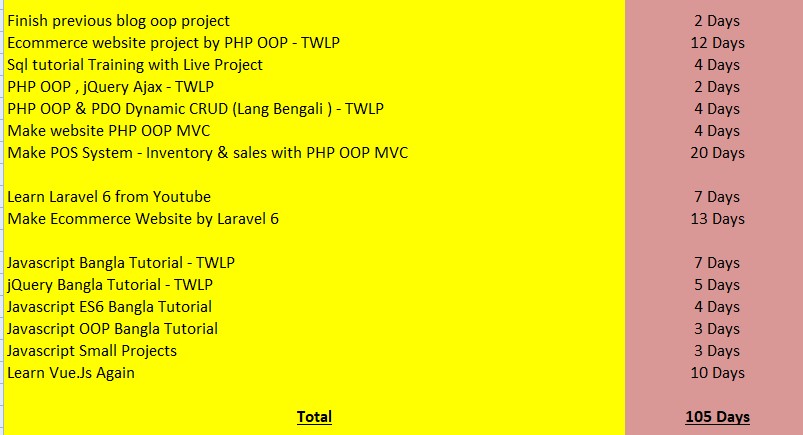 Finish previous blog oop project 2 Days
Ecommerce website project by PHP OOP - TWLP 12 Days
Sql tutorial Training with Live Project 4 Days
PHP OOP , jQuery Ajax - TWLP 2 Days
PHP OOP & PDO Dynamic CRUD (Lang Bengali ) - TWLP 4 Days
Make website PHP OOP MVC 4 Days
Make POS System - Inventory & sales with PHP OOP MVC 20 Days
Learn Laravel 6 from Youtube 7 Days
Make Ecommerce Website by Laravel 6 13 Days
Javascript Bangla Tutorial - TWLP 7 Days
jQuery Bangla Tutorial - TWLP 5 Days
Javascript ES6 Bangla Tutorial 4 Days
Javascript OOP Bangla Tutorial 3 Days
Javascript Small Projects 3 Days
Learn Vue.Js Again 10 Days
Total 105 Days